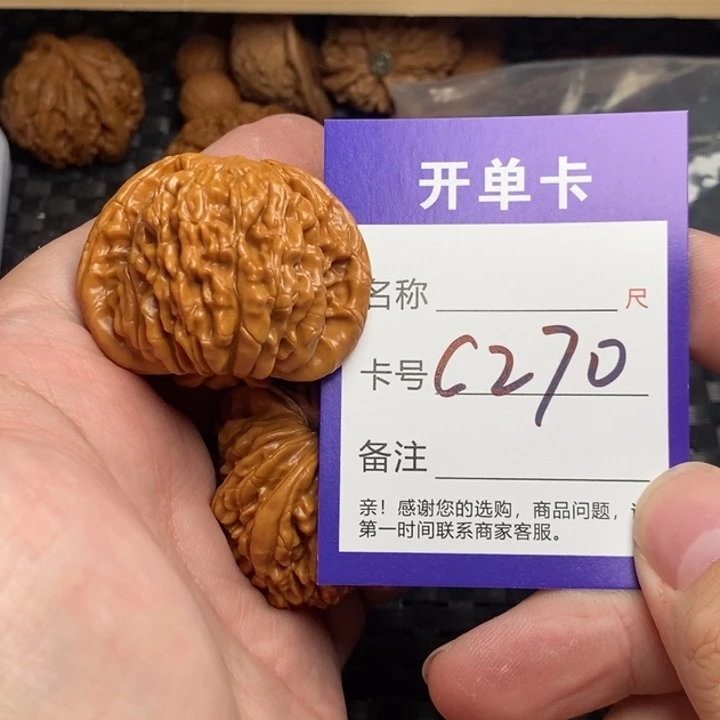 开单卡
名称 尺
卡号 C270
备注
亲！感谢您的选购，商品问题，
第一时间联系商家客服。